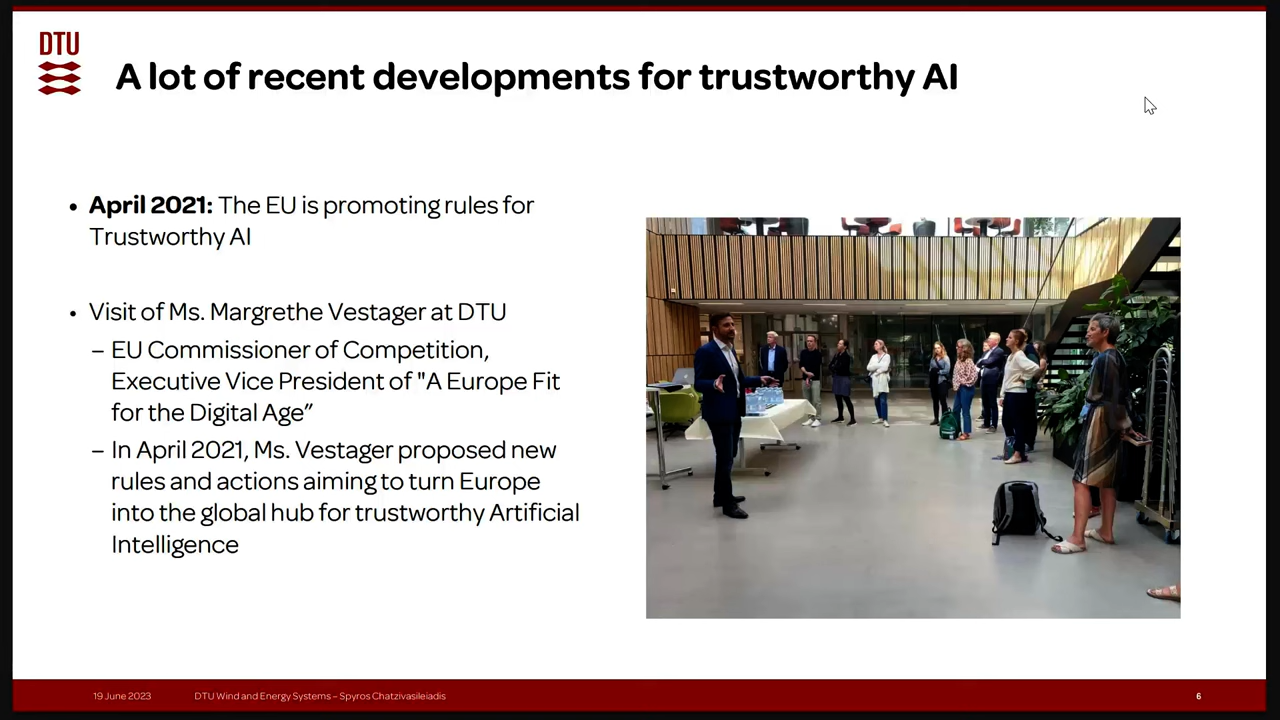 DTU
A lot of recent developments for trustworthy AI
• April 2021: The EU is promoting rules for
Trustworthy AI
• Visit of Ms. Margrethe Vestager at DTU
– EU Commissioner of Competition,
Executive Vice President of "A Europe Fit
for the Digital Age”
– In April 2021, Ms. Vestager proposed new
rules and actions aiming to turn Europe
into the global hub for trustworthy Artificial
Intelligence
19 June 2023 DTU Wind and Energy Systems – Spyros Chatzivasileiadis 6